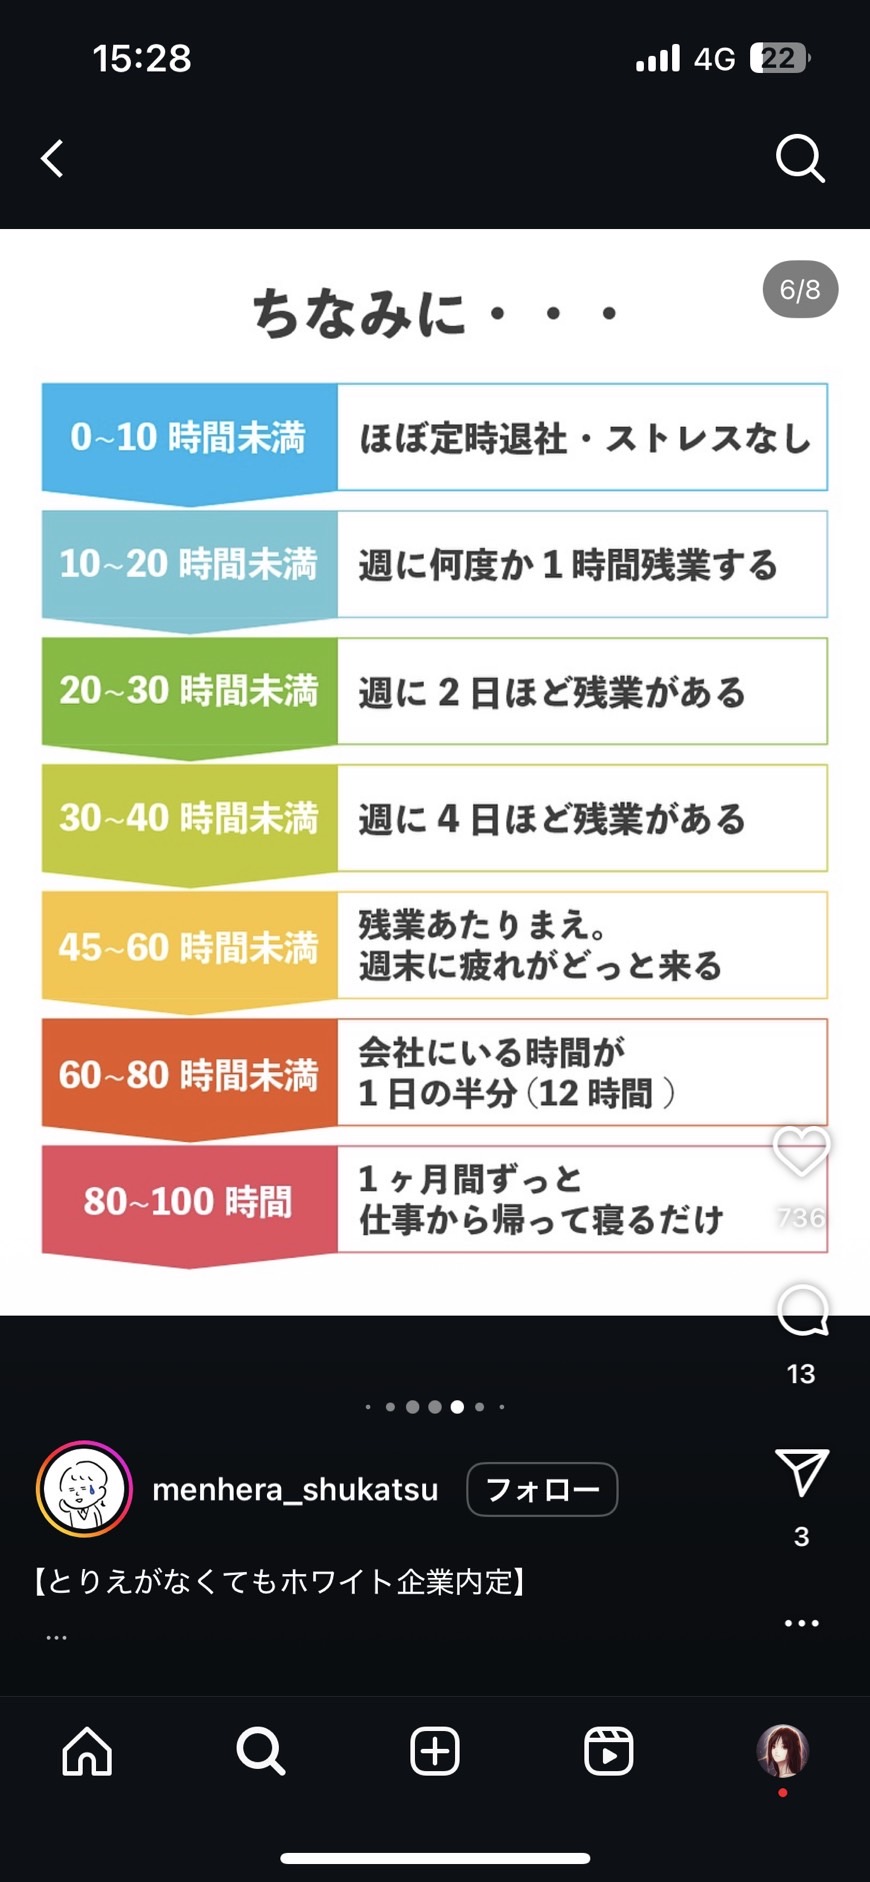 15:28
4G 22
6/8
ちなみに・・・
0~10 時間未満
ほぼ定時退社・ストレスなし
10~20 時間未満
週に何度か 1 時間残業する
20~30 時間未満
週に 2 日ほど残業がある
30~40 時間未満
週に 4 日ほど残業がある
45~60 時間未満
残業あたりまえ。
週末に疲れがどっと来る
60~80 時間未満
会社にいる時間が
1 日の半分（12 時間 ）
80~100 時間
1 ヶ月間ずっと
仕事から帰って寝るだけ
736
13
menhera_shukatsu
フォロー
3
【とりえがなくてもホワイト企業内定】
...